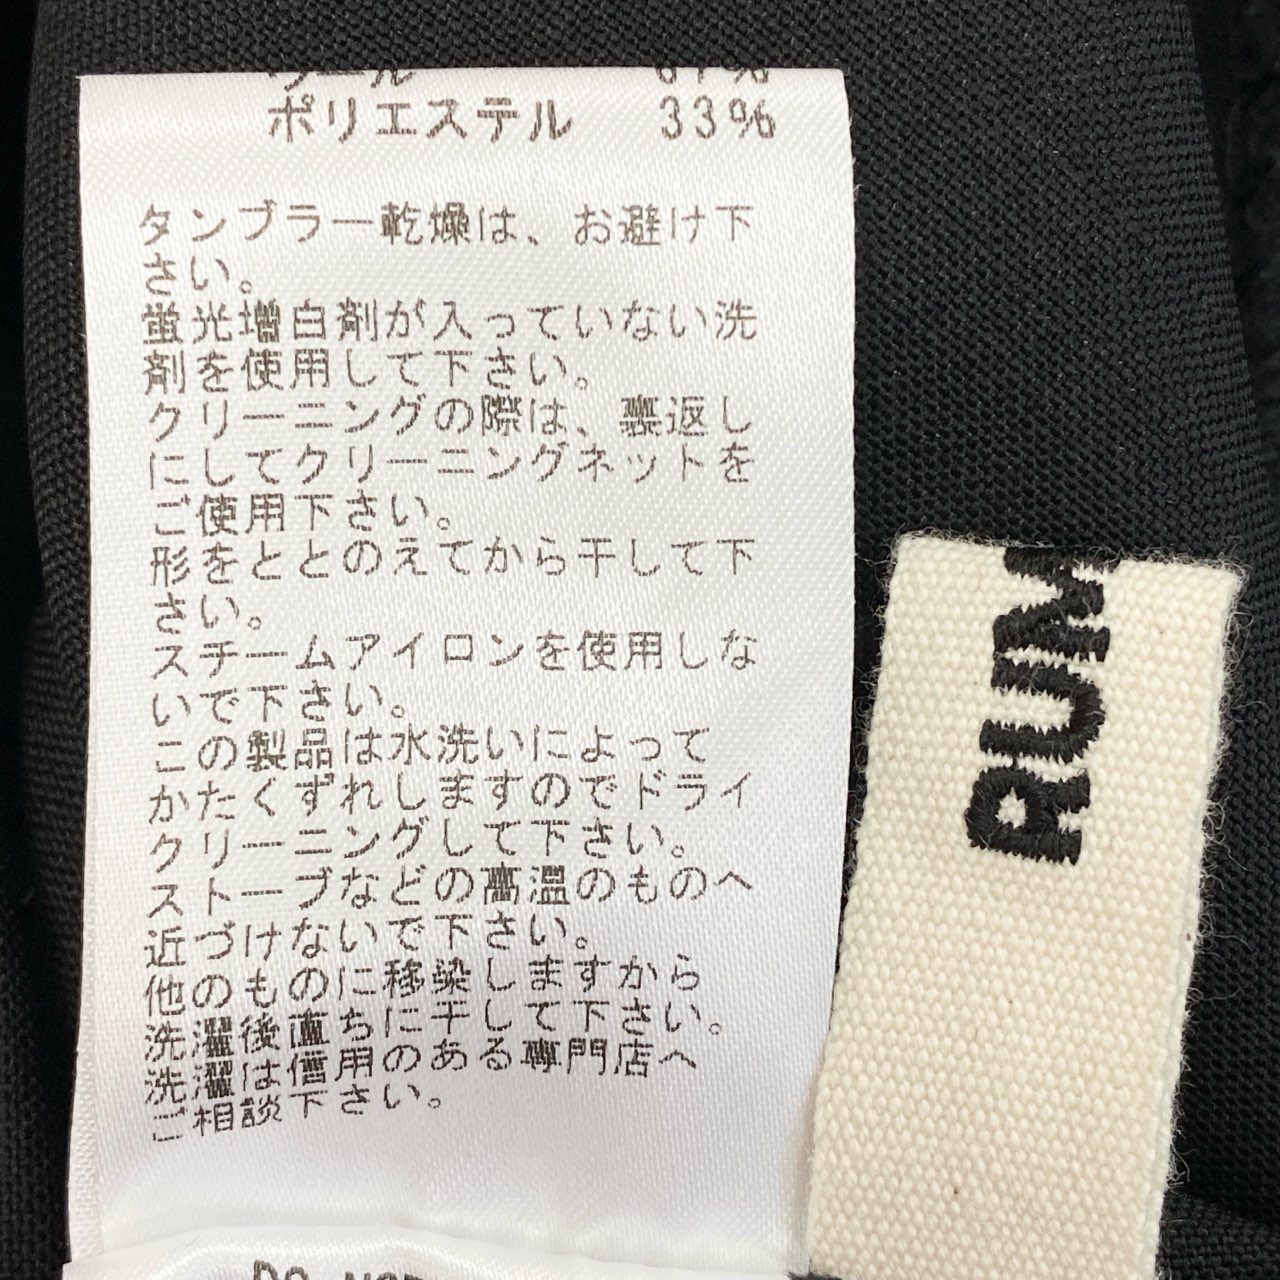 ウール 67%
ポリエステル 33%
タンブラー乾燥は、お避け下
さい。
蛍光増白剤が入っていない洗
剤を使用して下さい。
クリーニングの際は、裏返し
にしてクリーニングネットを
ご使用下さい。
形をととのえてから干して下
さい。
スチームアイロンを使用しな
いで下さい。
この製品は水洗いによって
かたくずれしますのでドライ
クリーニングして下さい。
ストーブなどの高温のものへ
近づけないで下さい。
他のものに移染しますから
洗濯後直ちに干して下さい。
洗濯は信用のある専門店へ
ご相談下さい。
DO NOT
RUM